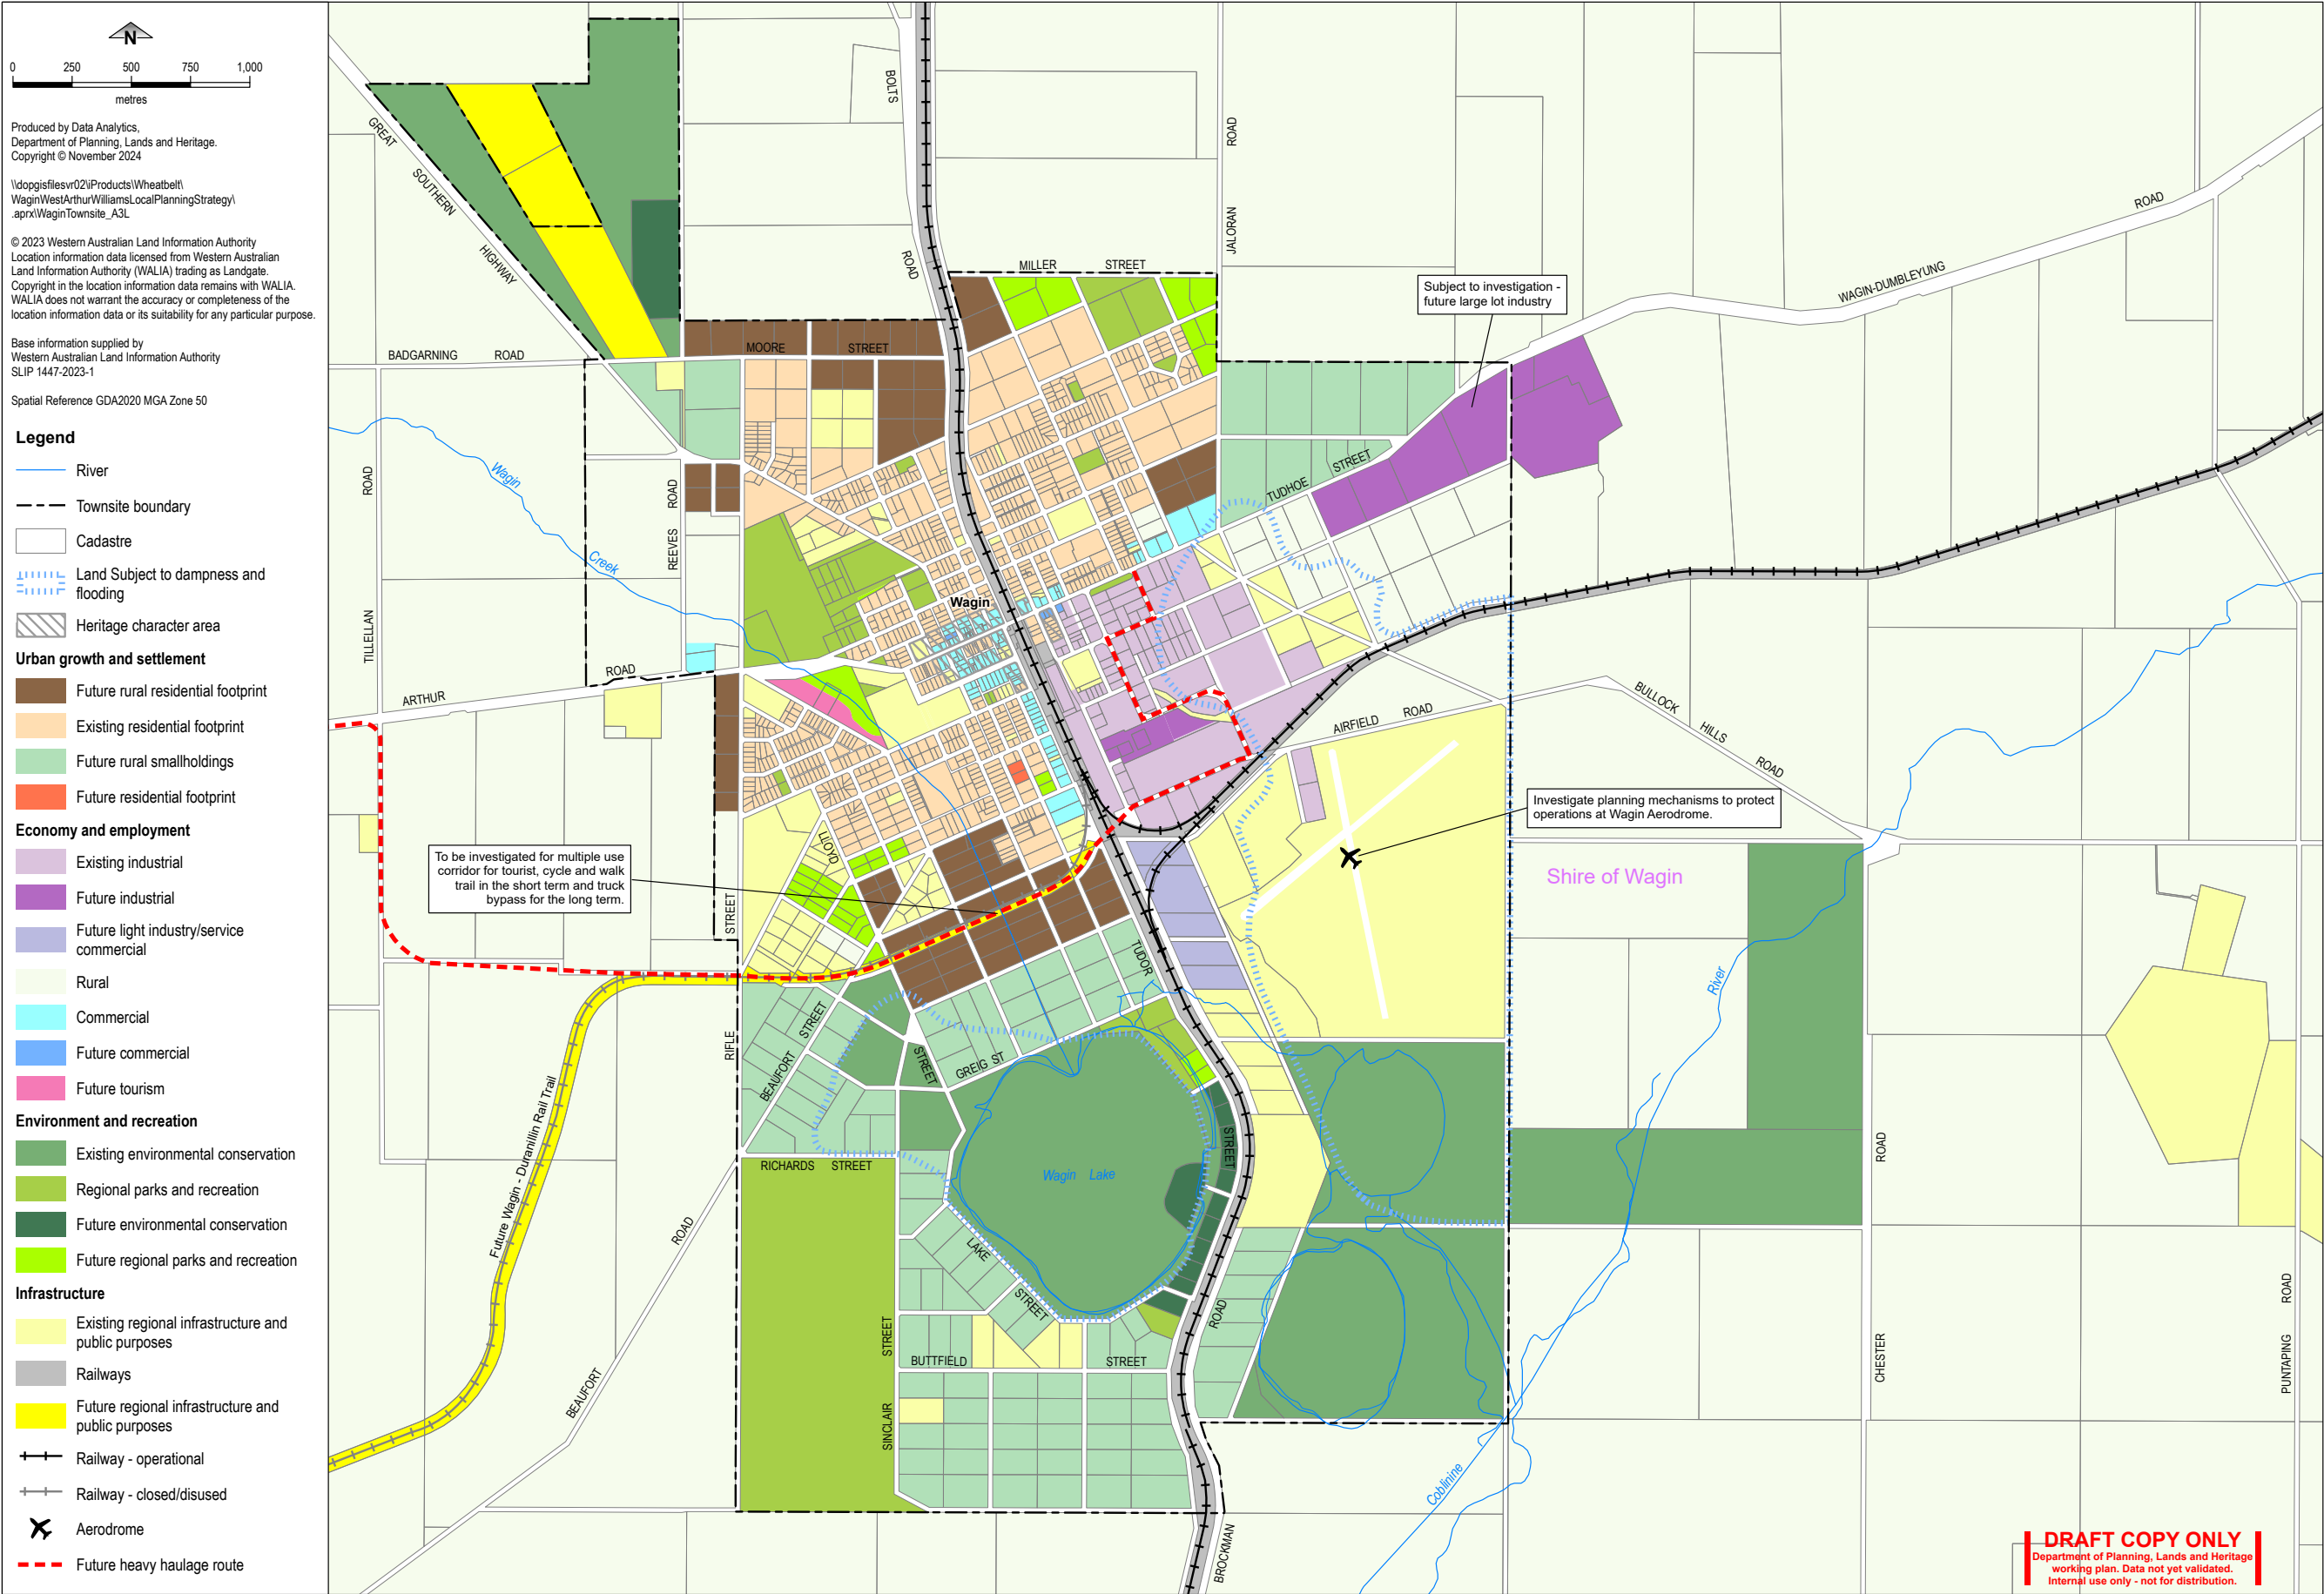 N
0 250 500 750 1,000
metres
Produced by Data Analytics,
Department of Planning, Lands and Heritage.
Copyright © November 2024
\\dopgisfilesvr02\iProducts\Wheatbelt\
WaginWestArthurWilliamsLocalPlanningStrategy\
.aprx\WaginTownsite_A3L
© 2023 Western Australian Land Information Authority
Location information data licensed from Western Australian
Land Information Authority (WALIA) trading as Landgate.
Copyright in the location information data remains with WALIA.
WALIA does not warrant the accuracy or completeness of the
location information data or its suitability for any particular purpose.
Base information supplied by
Western Australian Land Information Authority
SLIP 1447-2023-1
Spatial Reference GDA2020 MGA Zone 50
Legend
River
Townsite boundary
Cadastre
Land Subject to dampness and
flooding
Heritage character area
Urban growth and settlement
Future rural residential footprint
Existing residential footprint
Future rural smallholdings
Future residential footprint
Economy and employment
Existing industrial
Future industrial
Future light industry/service
commercial
Rural
Commercial
Future commercial
Future tourism
Environment and recreation
Existing environmental conservation
Regional parks and recreation
Future environmental conservation
Future regional parks and recreation
Infrastructure
Existing regional infrastructure and
public purposes
Railways
Future regional infrastructure and
public purposes
Railway - operational
Railway - closed/disused
Aerodrome
Future heavy haulage route
GREAT
SOUTHERN
HIGHWAY
BOLTS
ROAD
JALORAN
ROAD
MILLER STREET
WAGIN-DUMBLEYUNG
ROAD
Subject to investigation -
future large lot industry
BADGARNING ROAD
MOORE STREET
TILLELLAN
ROAD
REEVES
ROAD
Wagin
Creek
TUDHOE
STREET
Wagin
ARTHUR
ROAD
AIRFIELD ROAD
BULLOCK
HILLS
ROAD
Investigate planning mechanisms to protect
operations at Wagin Aerodrome.
Shire of Wagin
To be investigated for multiple use
corridor for tourist, cycle and walk
trail in the short term and truck
bypass for the long term.
LLOYD
STREET
RIFLE
TUDOR
STREET
BEAUFORT
STREET
STREET
GREIG ST
Wagin Lake
RICHARDS STREET
LAKE
STREET
BUTTFIELD STREET
SINCLAIR
STREET
ROAD
BROCKMAN
BEAUFORT
ROAD
Future Wagin - Duranillin Rail Trail
River
Coblinine
CHESTER
ROAD
PUNTAPING
ROAD
DRAFT COPY ONLY
Department of Planning, Lands and Heritage
working plan. Data not yet validated.
Internal use only - not for distribution.